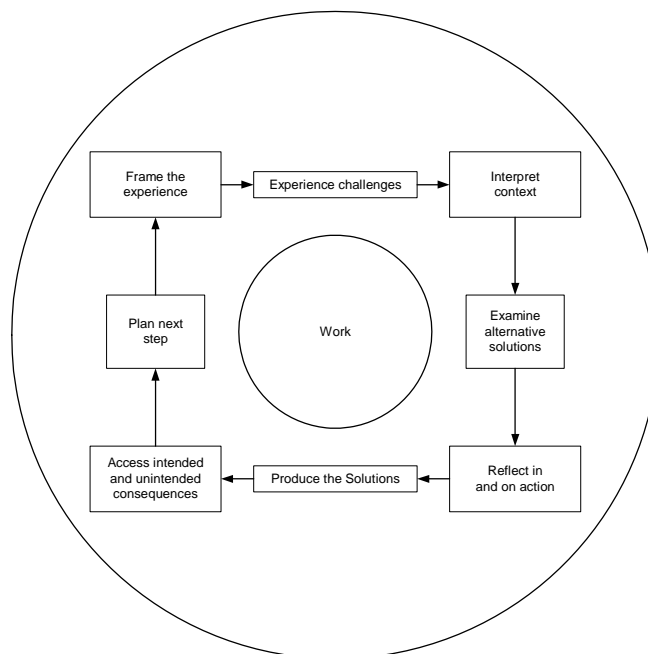 Frame the
experience
Experience challenges
Interpret
context
Plan next
step
Work
Examine
alternative
solutions
Access intended
and unintended
consequences
Produce the Solutions
Reflect in
and on action